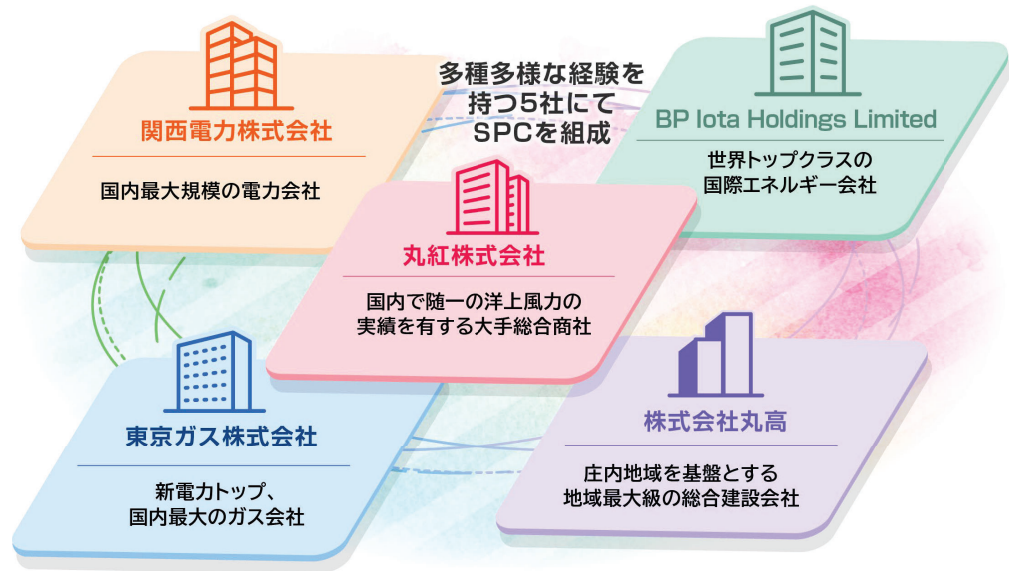 多種多様な経験を
持つ5社にて
SPCを組成
関西電力株式会社
国内最大規模の電力会社
BP Iota Holdings Limited
世界トップクラスの
国際エネルギー会社
丸紅株式会社
国内で随一の洋上風力の
実績を有する大手総合商社
東京ガス株式会社
新電力トップ、
国内最大のガス会社
株式会社丸高
庄内地域を基盤とする
地域最大級の総合建設会社